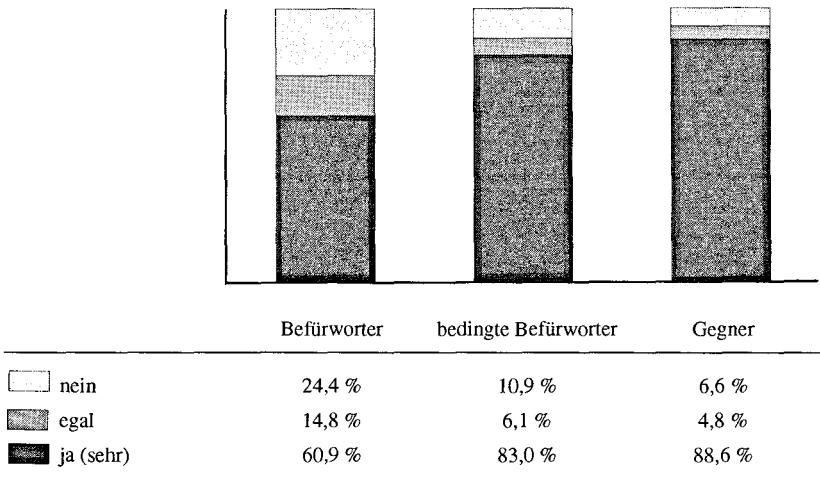 Befürworter bedingte Befürworter Gegner
nein 24,4 % 10,9 % 6,6 %
egal 14,8 % 6,1 % 4,8 %
ja (sehr) 60,9 % 83,0 % 88,6 %